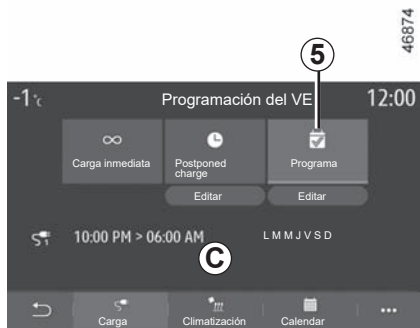 46874
5
-1°c Programación del VE 12:00
Carga inmediata Postponed charge Programa
Editar Editar
10:00 PM > 06:00 AM L M M J V S D
C
Carga Climatización Calendar